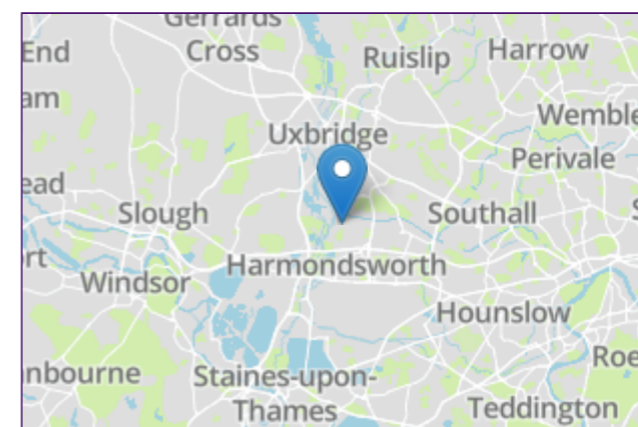 Gerrards
Cross
End
Ruislip
Harrow
am
Wemble
Uxbridge
Perivale
ead
Slough
Southall
S
rt
Harmondsworth
Windsor
Hounslow
Roe
nbourne
Staines-upon-
Thames
Teddington